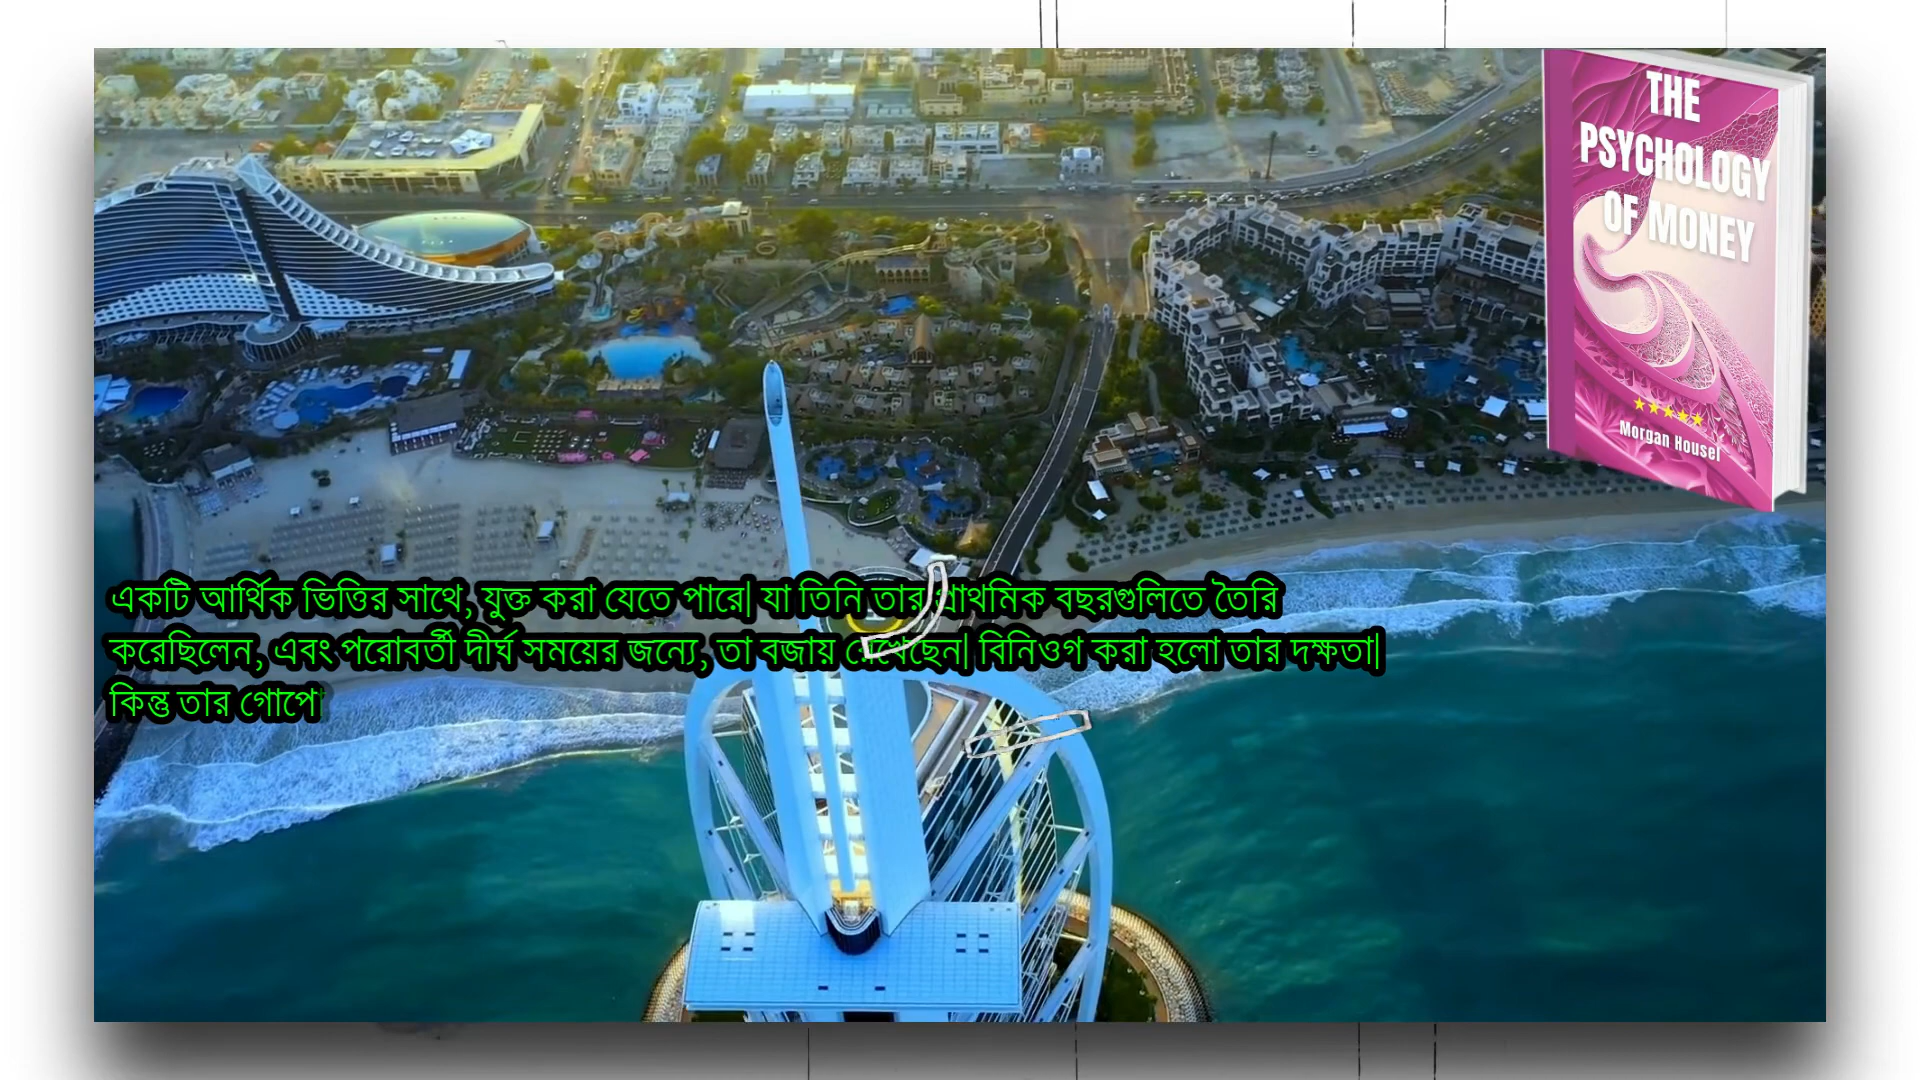 THE
PSYCHOLOGY
OF MONEY
Morgan Housel
একটি আর্থিক ভিত্তির সাথে, যুক্ত করা যেতে পারে| যা তিনি তার প্রাথমিক বছরগুলিতে তৈরি
করেছিলেন, এবং পরোবর্তী দীর্ঘ সময়ের জন্যে, তা বজায় রেখেছেন| বিনিওগ করা হলো তার দক্ষতা|
কিন্তু তার গোপে